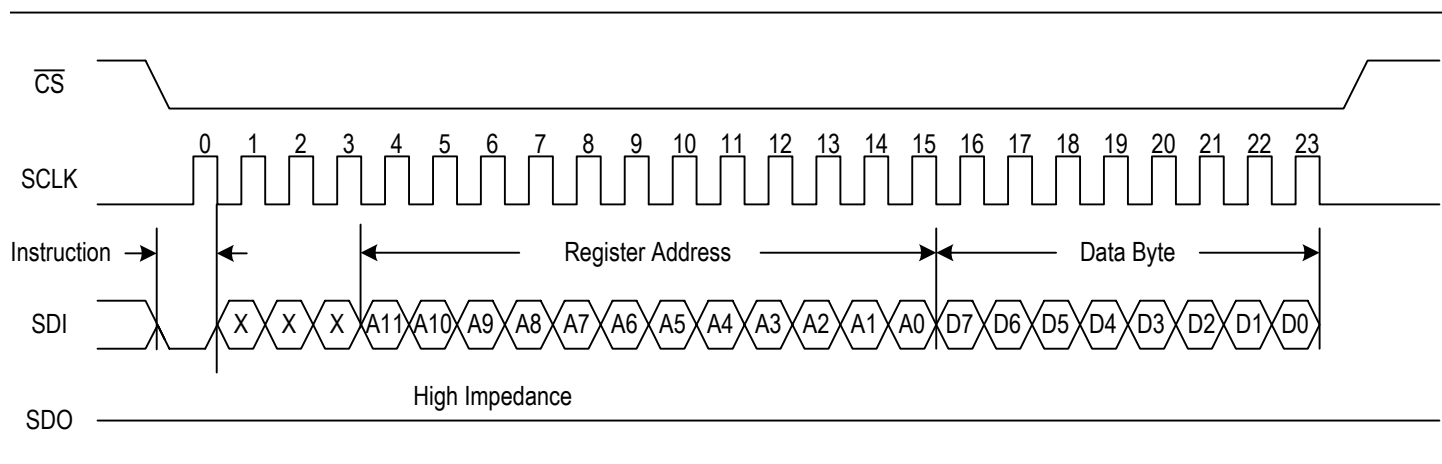 CS
0 1 2 3 4 5 6 7 8 9 10 11 12 13 14 15 16 17 18 19 20 21 22 23
SCLK
Instruction Register Address Data Byte
SDI X X X A11 A10 A9 A8 A7 A6 A5 A4 A3 A2 A1 A0 D7 D6 D5 D4 D3 D2 D1 D0
High Impedance
SDO